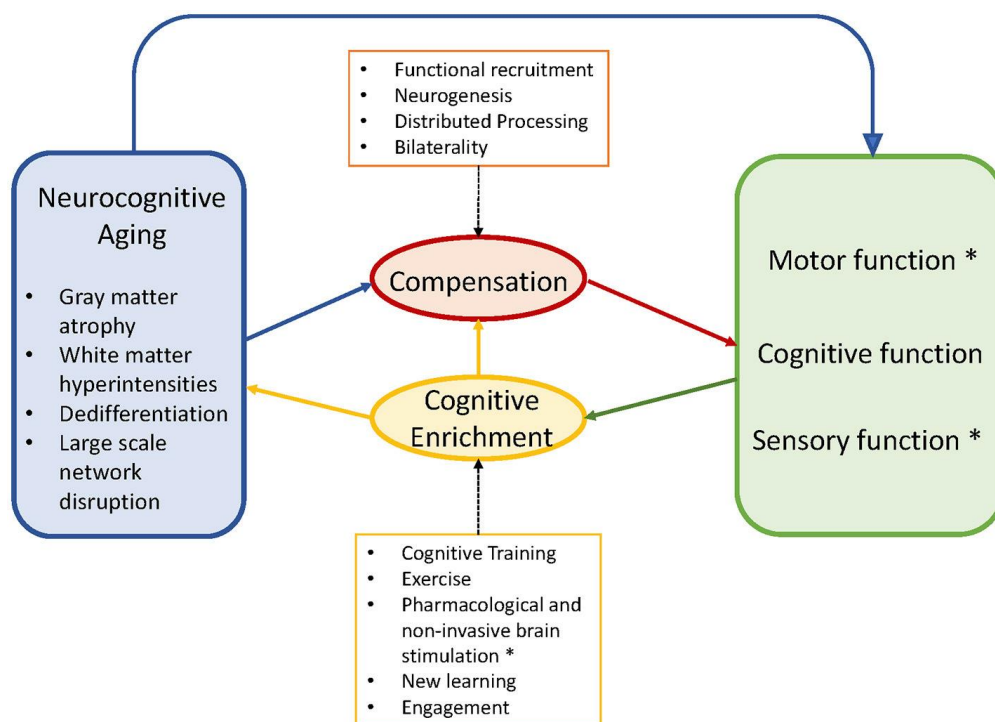 • Functional recruitment
• Neurogenesis
• Distributed Processing
• Bilaterality
Neurocognitive
Aging
• Gray matter
atrophy
• White matter
hyperintensities
• Dedifferentiation
• Large scale
network
disruption
Compensation
Cognitive
Enrichment
Motor function *
Cognitive function
Sensory function *
• Cognitive Training
• Exercise
• Pharmacological and
non-invasive brain
stimulation *
• New learning
• Engagement